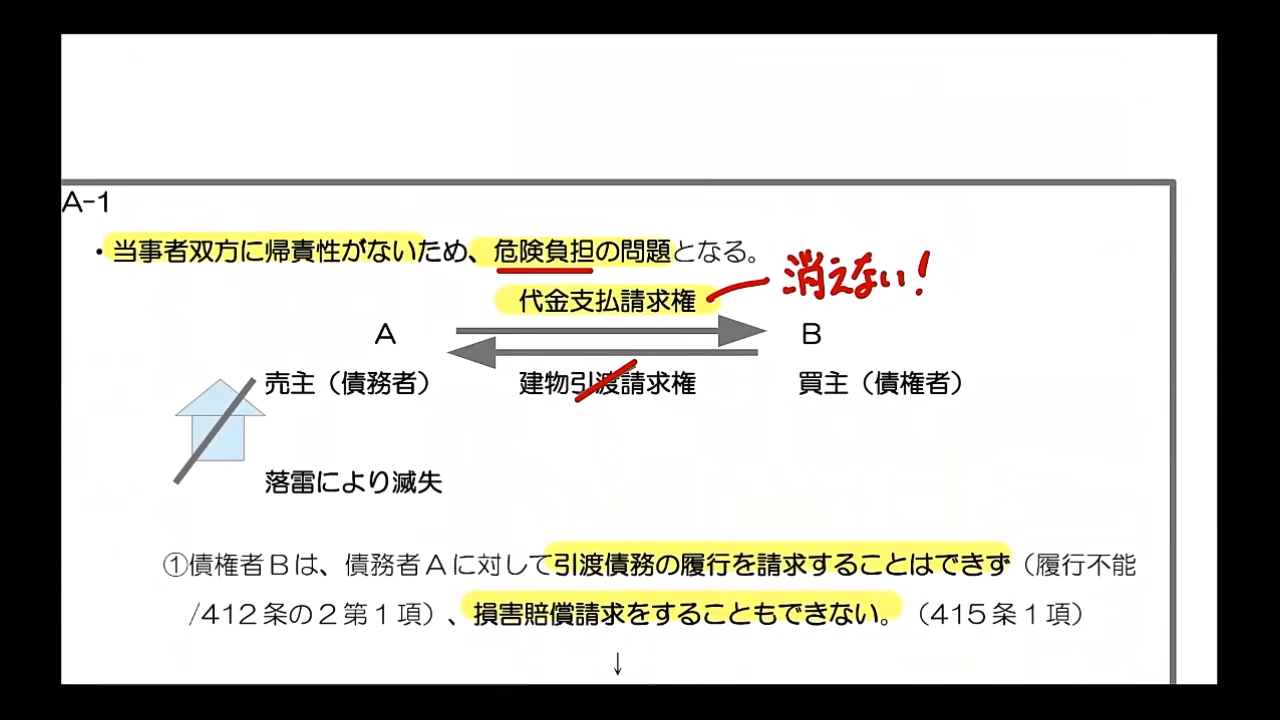 A-1
・当事者双方に帰責性がないため、危険負担の問題となる。
消えない!
代金支払請求権
A
B
売主（債務者）
建物引渡請求権
買主（債権者）
落雷により滅失
①債権者Bは、債務者Aに対して引渡債務の履行を請求することはできず（履行不能
/412条の2第1項）、損害賠償請求をすることもできない。（415条1項）
↓